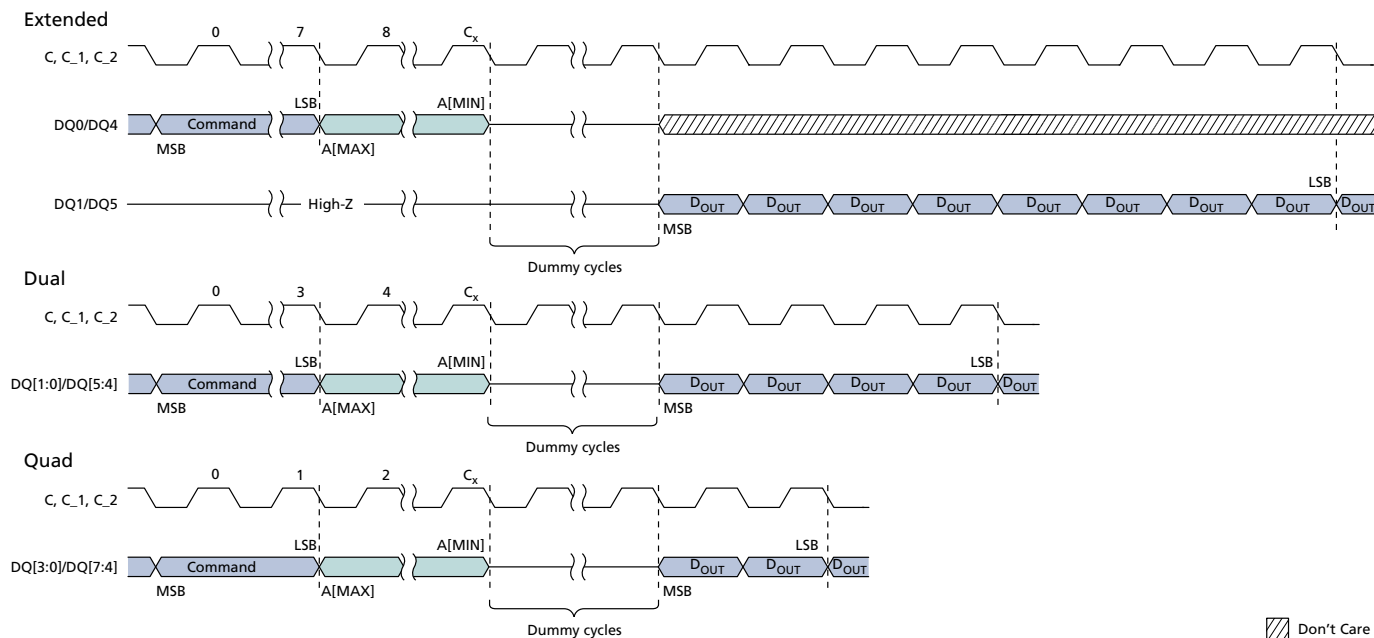 Extended
0 7 8 Cx
C, C_1, C_2
LSB A[MIN]
DQ0/DQ4 Command
MSB A[MAX]
LSB
DQ1/DQ5 High-Z DOUT DOUT DOUT DOUT DOUT DOUT DOUT DOUT DOUT
MSB
Dummy cycles
Dual
0 3 4 Cx
C, C_1, C_2
LSB A[MIN] LSB
DQ[1:0]/DQ[5:4] Command DOUT DOUT DOUT DOUT DOUT
MSB A[MAX] MSB
Dummy cycles
Quad
0 1 2 Cx
C, C_1, C_2
LSB A[MIN] LSB
DQ[3:0]/DQ[7:4] Command DOUT DOUT DOUT
MSB A[MAX] MSB
Dummy cycles
Don't Care